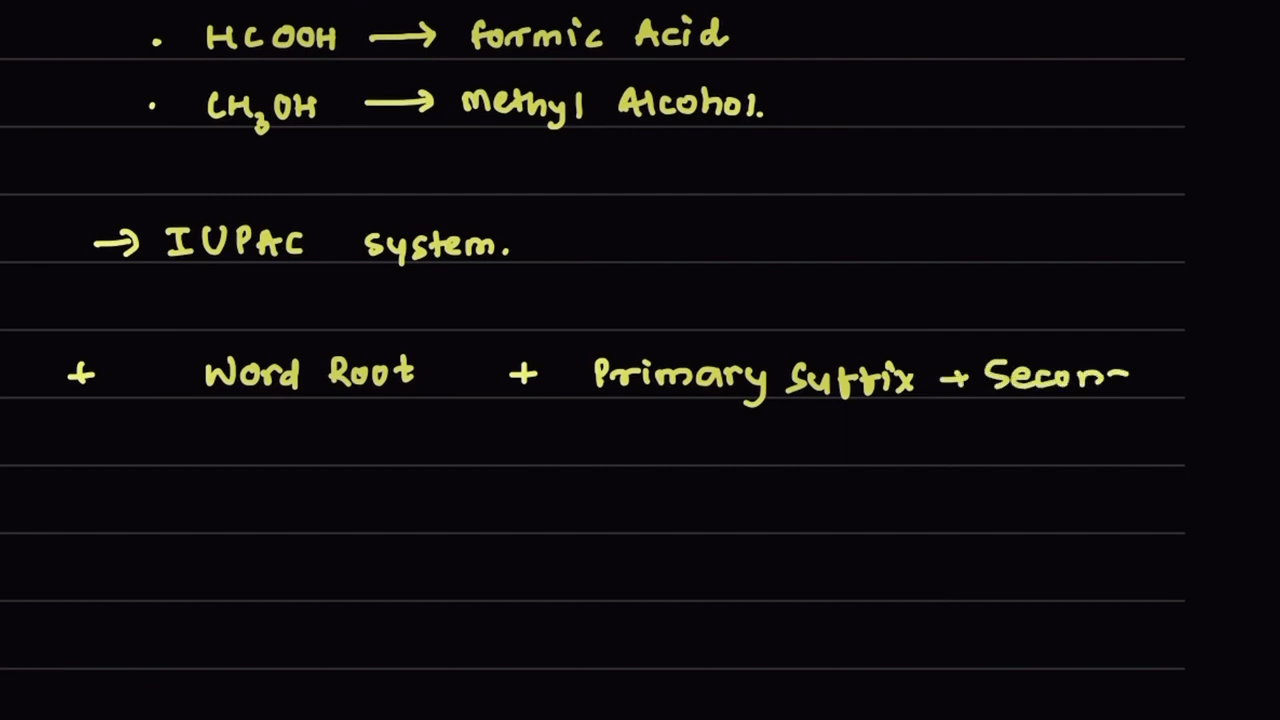 . HCOOH → formic Acid
. CH₃OH → Methyl Alcohol.
→ IUPAC system.
+ Word Root + Primary Suffix + Secon